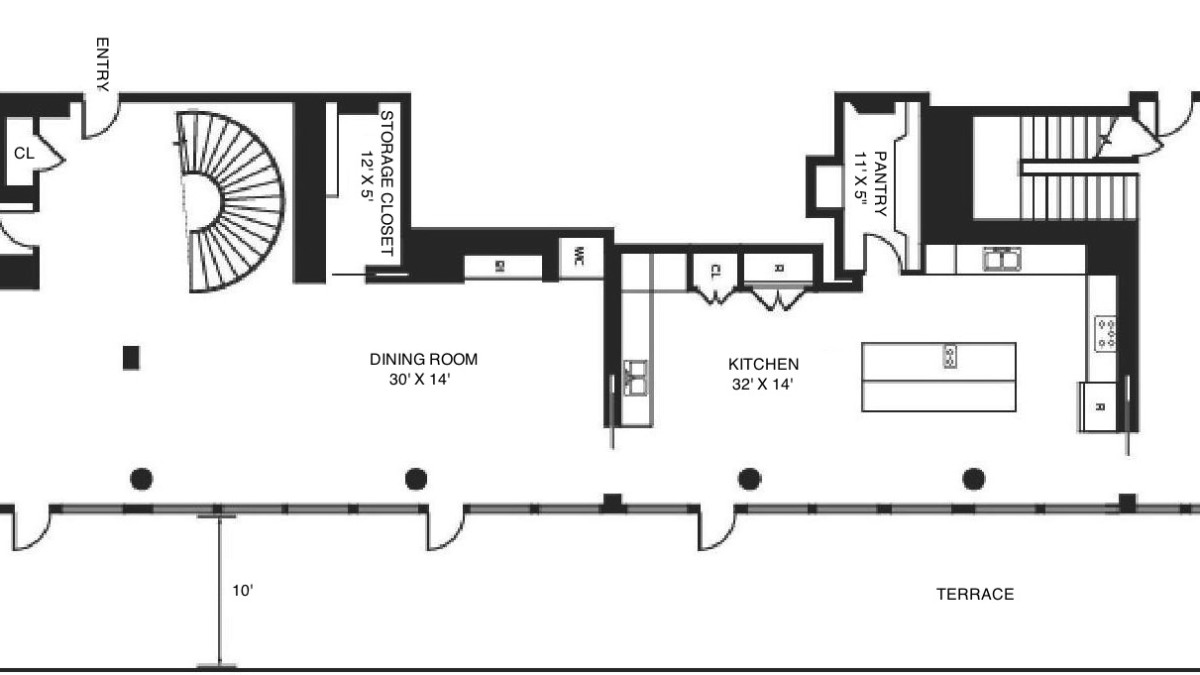 ENTRY
CL
STORAGE CLOSET
12' X 5'
WC
CL
R
PANTRY
11' X 5"
DINING ROOM
30' X 14'
KITCHEN
32' X 14'
R
10'
TERRACE